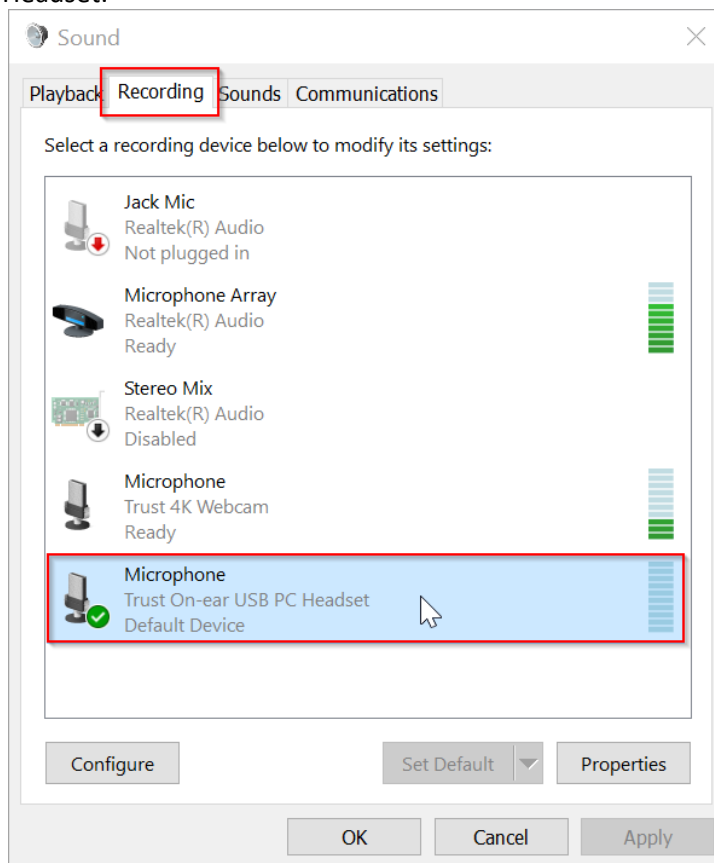 Headset.
Sound
Playback Recording Sounds Communications
Select a recording device below to modify its settings:
Jack Mic
Realtek(R) Audio
Not plugged in
Microphone Array
Realtek(R) Audio
Ready
Stereo Mix
Realtek(R) Audio
Disabled
Microphone
Trust 4K Webcam
Ready
Microphone
Trust On-ear USB PC Headset
Default Device
Configure Set Default Properties
OK Cancel Apply